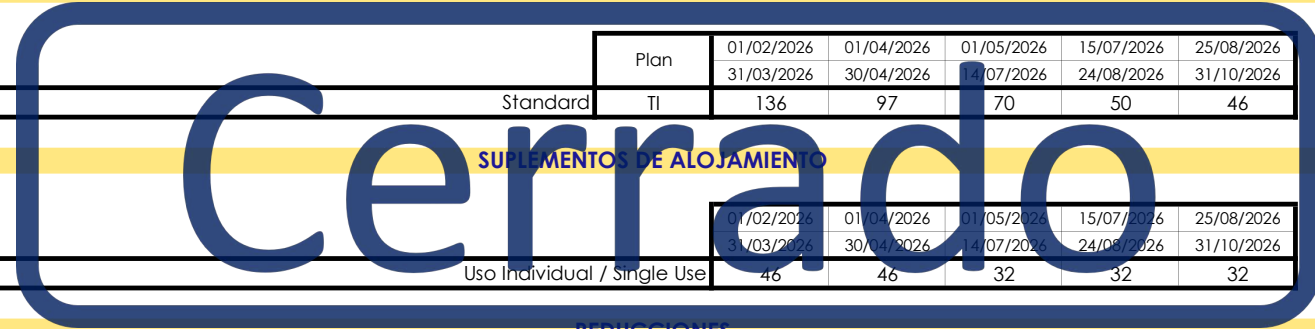 Plan 01/02/2026 01/04/2026 01/05/2026 15/07/2026 25/08/2026
31/03/2026 30/04/2026 14/07/2026 24/08/2026 31/10/2026
Standard TI 136 97 70 50 46
Cerrado
SUPLEMENTOS DE ALOJAMIENTO
01/02/2026 01/04/2026 01/05/2026 15/07/2026 25/08/2026
31/03/2026 30/04/2026 14/07/2026 24/08/2026 31/10/2026
Uso Individual / Single Use 46 46 32 32 32
REDUCCIONES